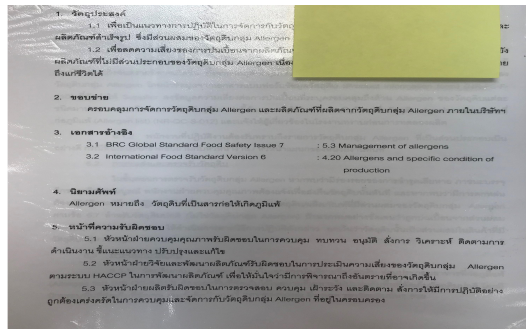 1. วัตถุประสงค์
1.1 เพื่อเป็นแนวทางการปฏิบัติในการจัดการกับวัตถุ ละ
ผลิตภัณฑ์สำเร็จรูป ซึ่งมีส่วนผสมของวัตถุดิบกลุ่ม Allergen
1.2 เพื่อลดความเสี่ยงของการปนเปื้อนจากผลิตภัณ ยัง
ผลิตภัณฑ์ที่ไม่มีส่วนประกอบของวัตถุดิบกลุ่ม Allergen เนื่อง าย
ถึงแก่ชีวิตได้
2. ขอบข่าย
ครอบคลุมการจัดการวัตถุดิบกลุ่ม Allergen และผลิตภัณฑ์ที่ผลิตจากวัตถุดิบกลุ่ม Allergen ภายในบริษัทฯ
3. เอกสารอ้างอิง
3.1 BRC Global Standard Food Safety Issue 7 : 5.3 Management of allergens
3.2 International Food Standard Version 6 : 4.20 Allergens and specific condition of
production
4. นิยามศัพท์
Allergen หมายถึง วัตถุดิบที่เป็นสารก่อให้เกิดภูมิแพ้
5. หน้าที่ความรับผิดชอบ
5.1 หัวหน้าฝ่ายควบคุมคุณภาพรับผิดชอบในการควบคุม ทบทวน อนุมัติ สั่งการ วิเคราะห์ ติดตามการ
ดำเนินงาน ชี้แนะแนวทาง ปรับปรุงและแก้ไข
5.2 หัวหน้าฝ่ายวิจัยและพัฒนาผลิตภัณฑ์รับผิดชอบในการประเมินความเสี่ยงของวัตถุดิบกลุ่ม Allergen
ตามระบบ HACCP ในการพัฒนาผลิตภัณฑ์ เพื่อให้มั่นใจว่ามีการพิจารณาถึงอันตรายที่อาจเกิดขึ้น
5.3 หัวหน้าฝ่ายผลิตรับผิดชอบในการตรวจสอบ ควบคุม เฝ้าระวัง และติดตาม สั่งการให้มีการปฏิบัติอย่าง
ถูกต้องเคร่งครัดในการควบคุมและจัดการกับวัตถุดิบกลุ่ม Allergen ที่อยู่ในครอบครอง